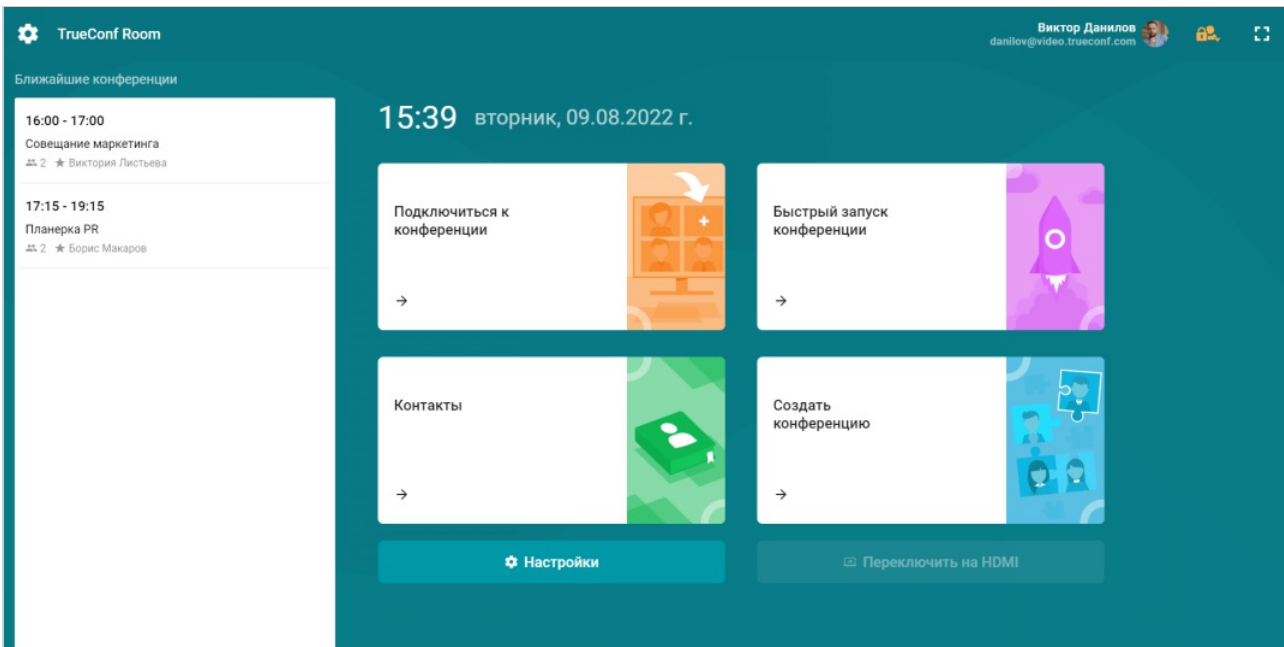 TrueConf Room
Виктор Данилов
danilov@video.trueconf.com
Ближайшие конференции
16:00 - 17:00
Совещание маркетинга
2 ★ Виктория Листьева
17:15 - 19:15
Планерка PR
2 ★ Борис Макаров
15:39 вторник, 09.08.2022 г.
Подключиться к
конференции
→
Быстрый запуск
конференции
→
Контакты
→
Создать
конференцию
→
Настройки
Переключить на HDMI